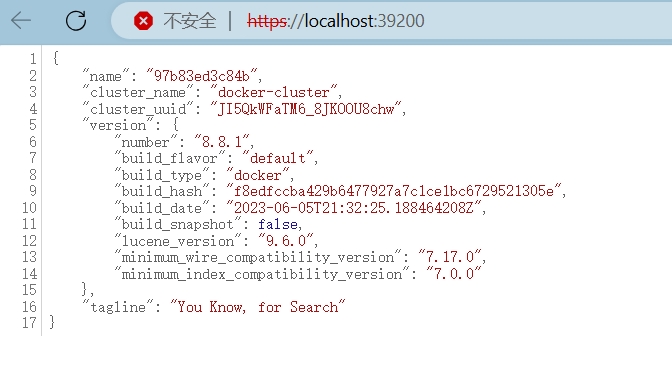 不安全 | https://localhost:39200
1 {
2 "name": "97b83ed3c84b",
3 "cluster_name": "docker-cluster",
4 "cluster_uuid": "JI5QkWFaTM6_8JKOOU8chw",
5 "version": {
6 "number": "8.8.1",
7 "build_flavor": "default",
8 "build_type": "docker",
9 "build_hash": "f8edfccba429b6477927a7c1ce1bc6729521305e",
10 "build_date": "2023-06-05T21:32:25.188464208Z",
11 "build_snapshot": false,
12 "lucene_version": "9.6.0",
13 "minimum_wire_compatibility_version": "7.17.0",
14 "minimum_index_compatibility_version": "7.0.0"
15 },
16 "tagline": "You Know, for Search"
17 }